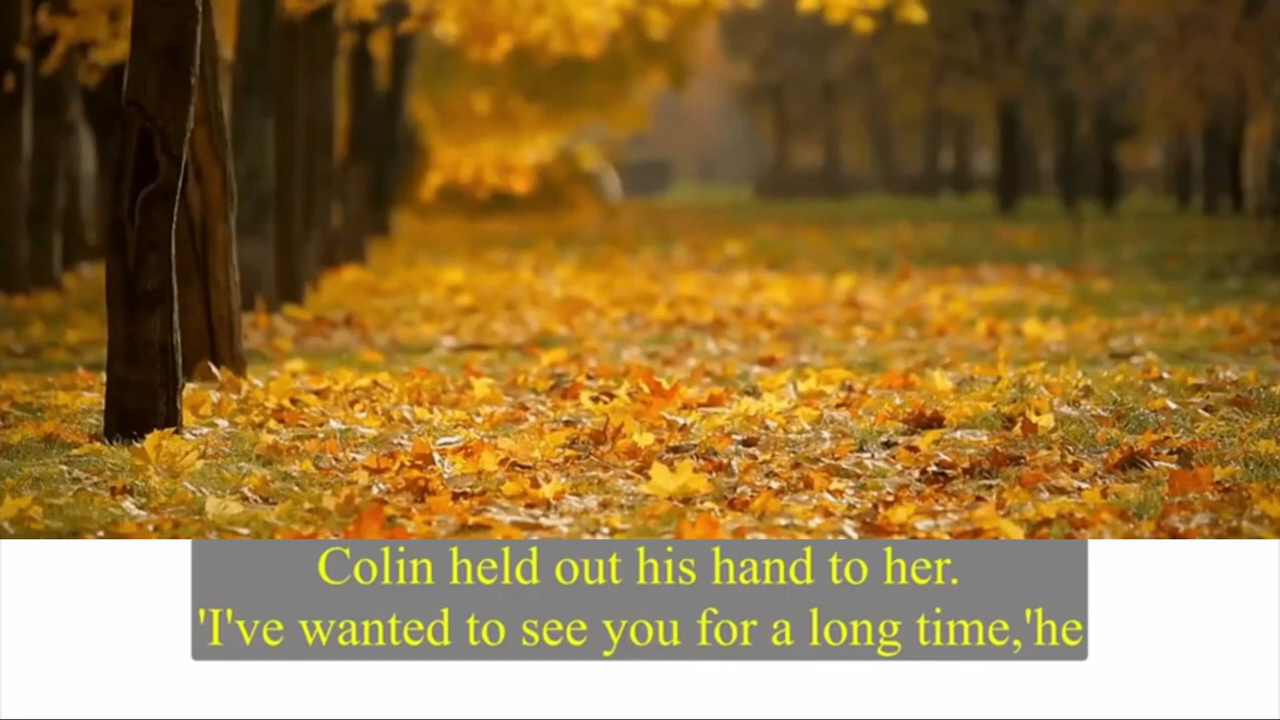 Colin held out his hand to her.
'I've wanted to see you for a long time,'he